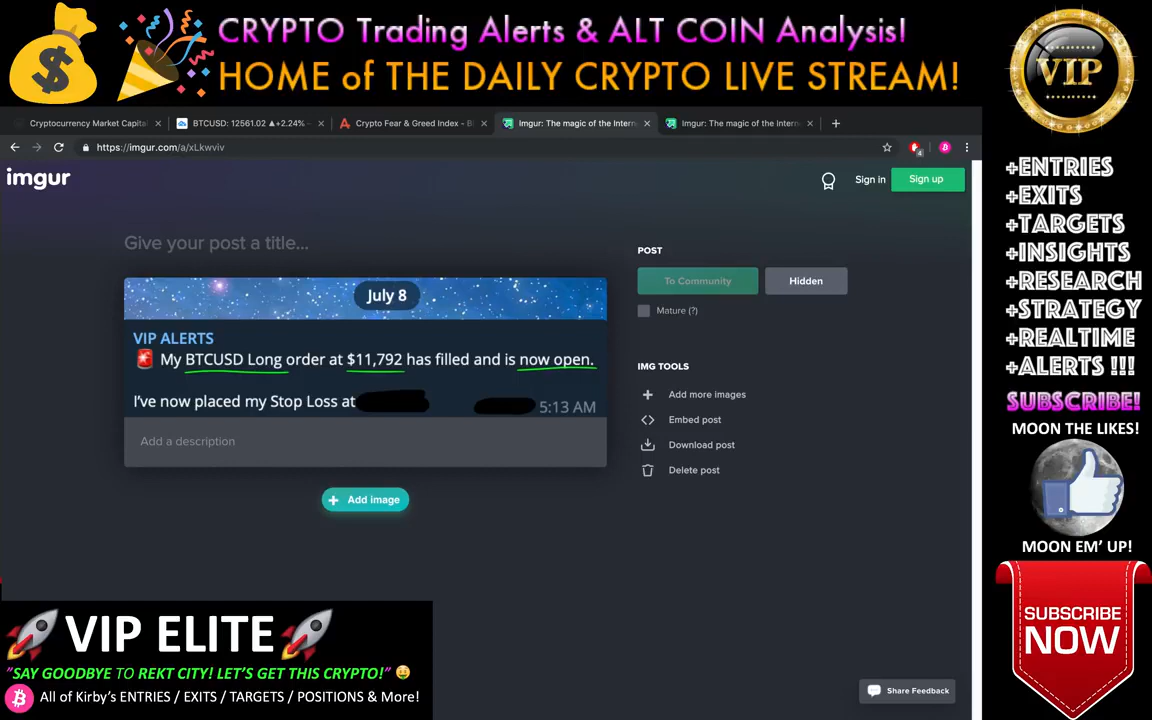 CRYPTO Trading Alerts & ALT COIN Analysis!
HOME of THE DAILY CRYPTO LIVE STREAM!
VIP
Cryptocurrency Market Capital
BTCUSD: 12561.02 ▲+2.24%
Crypto Fear & Greed Index - Bi
Imgur: The magic of the Intern
Imgur: The magic of the Intern
https://imgur.com/a/xLkwviv
4
imgur
Sign in
Sign up
Give your post a title...
July 8
VIP ALERTS
🚨 My BTCUSD Long order at $11,792 has filled and is now open.
I've now placed my Stop Loss at
5:13 AM
Add a description
+ Add image
POST
To Community
Hidden
Mature (?)
IMG TOOLS
+ Add more images
<> Embed post
Download post
Delete post
Share Feedback
+ENTRIES
+EXITS
+TARGETS
+INSIGHTS
+RESEARCH
+STRATEGY
+REALTIME
+ALERTS !!!
SUBSCRIBE!
MOON THE LIKES!
MOON EM' UP!
SUBSCRIBE
NOW
🚀 VIP ELITE 🚀
"SAY GOODBYE TO REKT CITY! LET'S GET THIS CRYPTO!" 🤑
All of Kirby's ENTRIES / EXITS / TARGETS / POSITIONS & More!